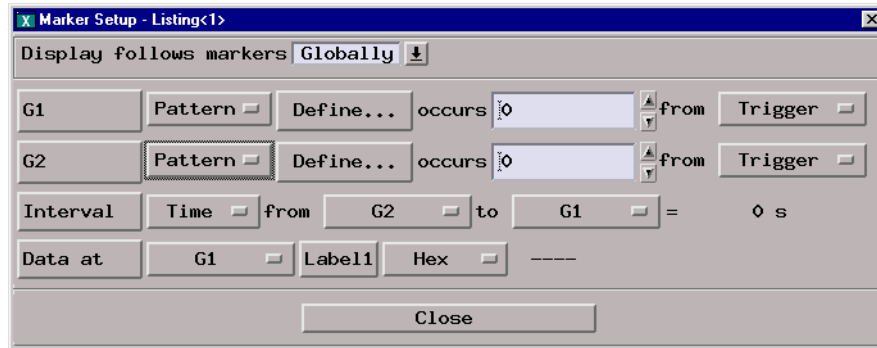 Marker Setup - Listing<1>
Display follows markers Globally
G1 Pattern Define... occurs 0 from Trigger
G2 Pattern Define... occurs 0 from Trigger
Interval Time from G2 to G1 = 0 s
Data at G1 Label1 Hex ----
Close